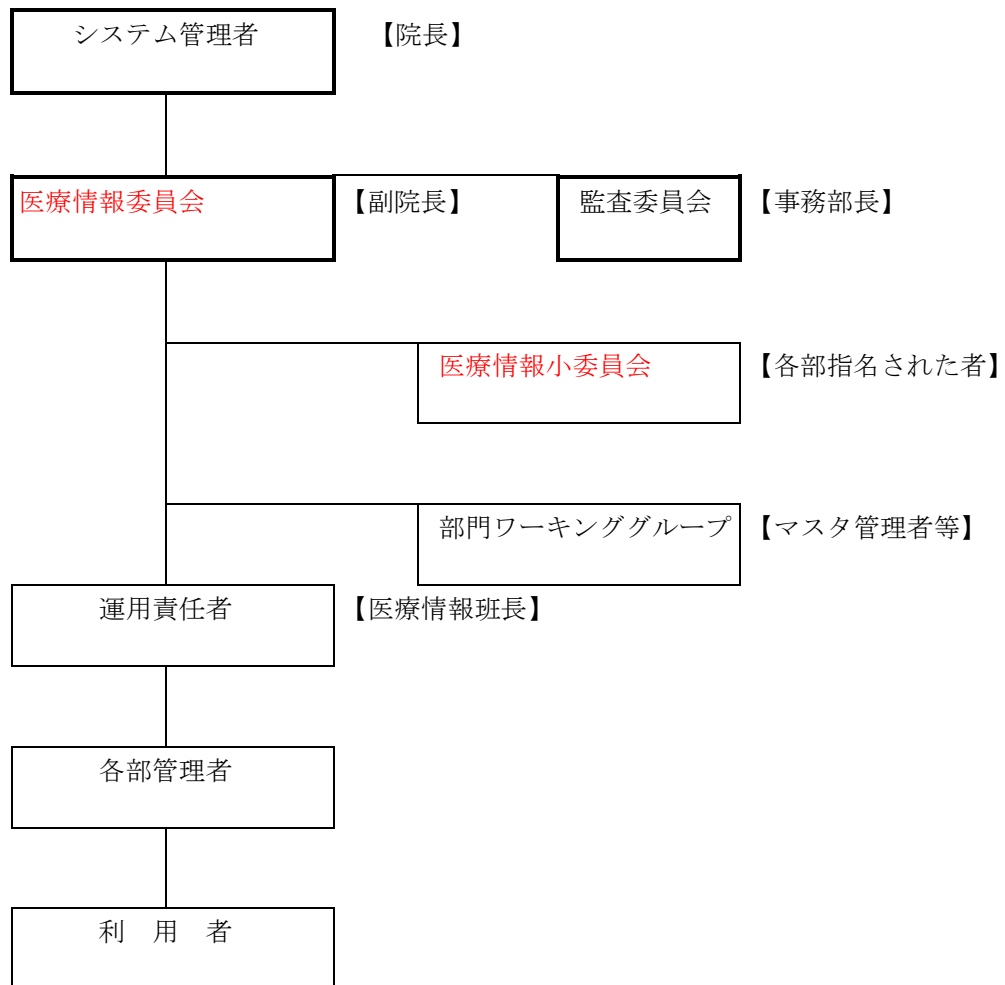 システム管理者 【院長】
医療情報委員会 【副院長】 監査委員会 【事務部長】
医療情報小委員会 【各部指名された者】
部門ワーキンググループ 【マスタ管理者等】
運用責任者 【医療情報班長】
各部管理者
利　用　者